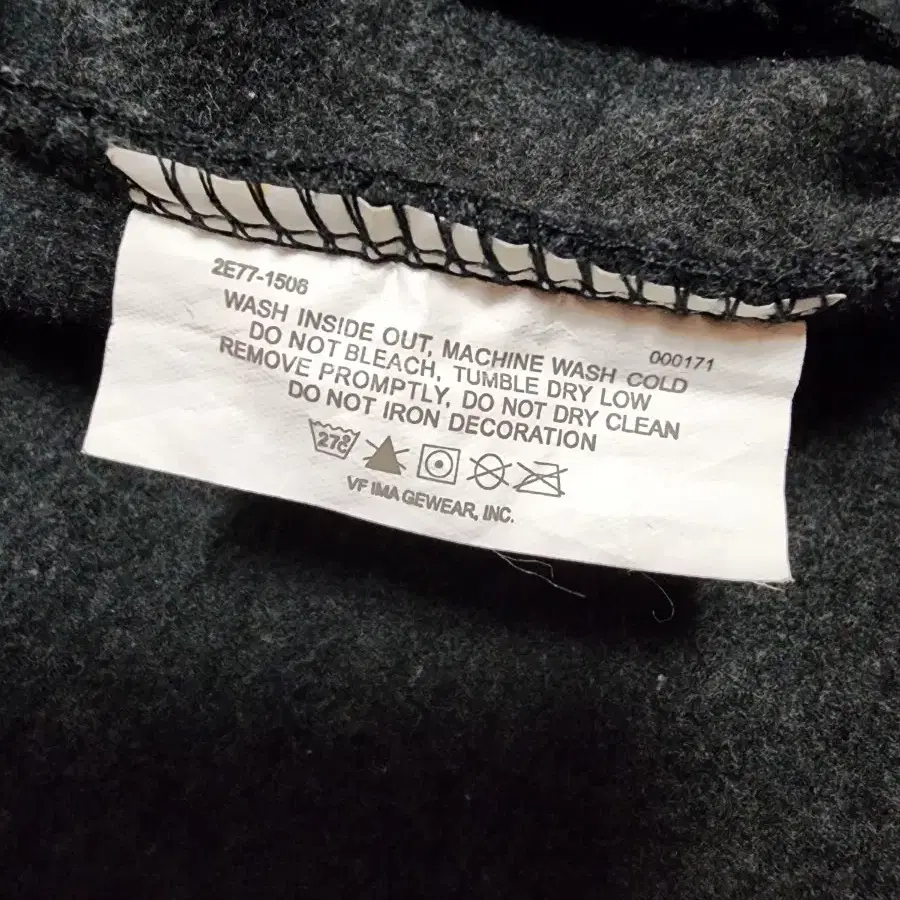 2E77-1506
000171
WASH INSIDE OUT, MACHINE WASH COLD
DO NOT BLEACH, TUMBLE DRY LOW
REMOVE PROMPTLY, DO NOT DRY CLEAN
DO NOT IRON DECORATION
27°C
VF IMAGEWEAR, INC.